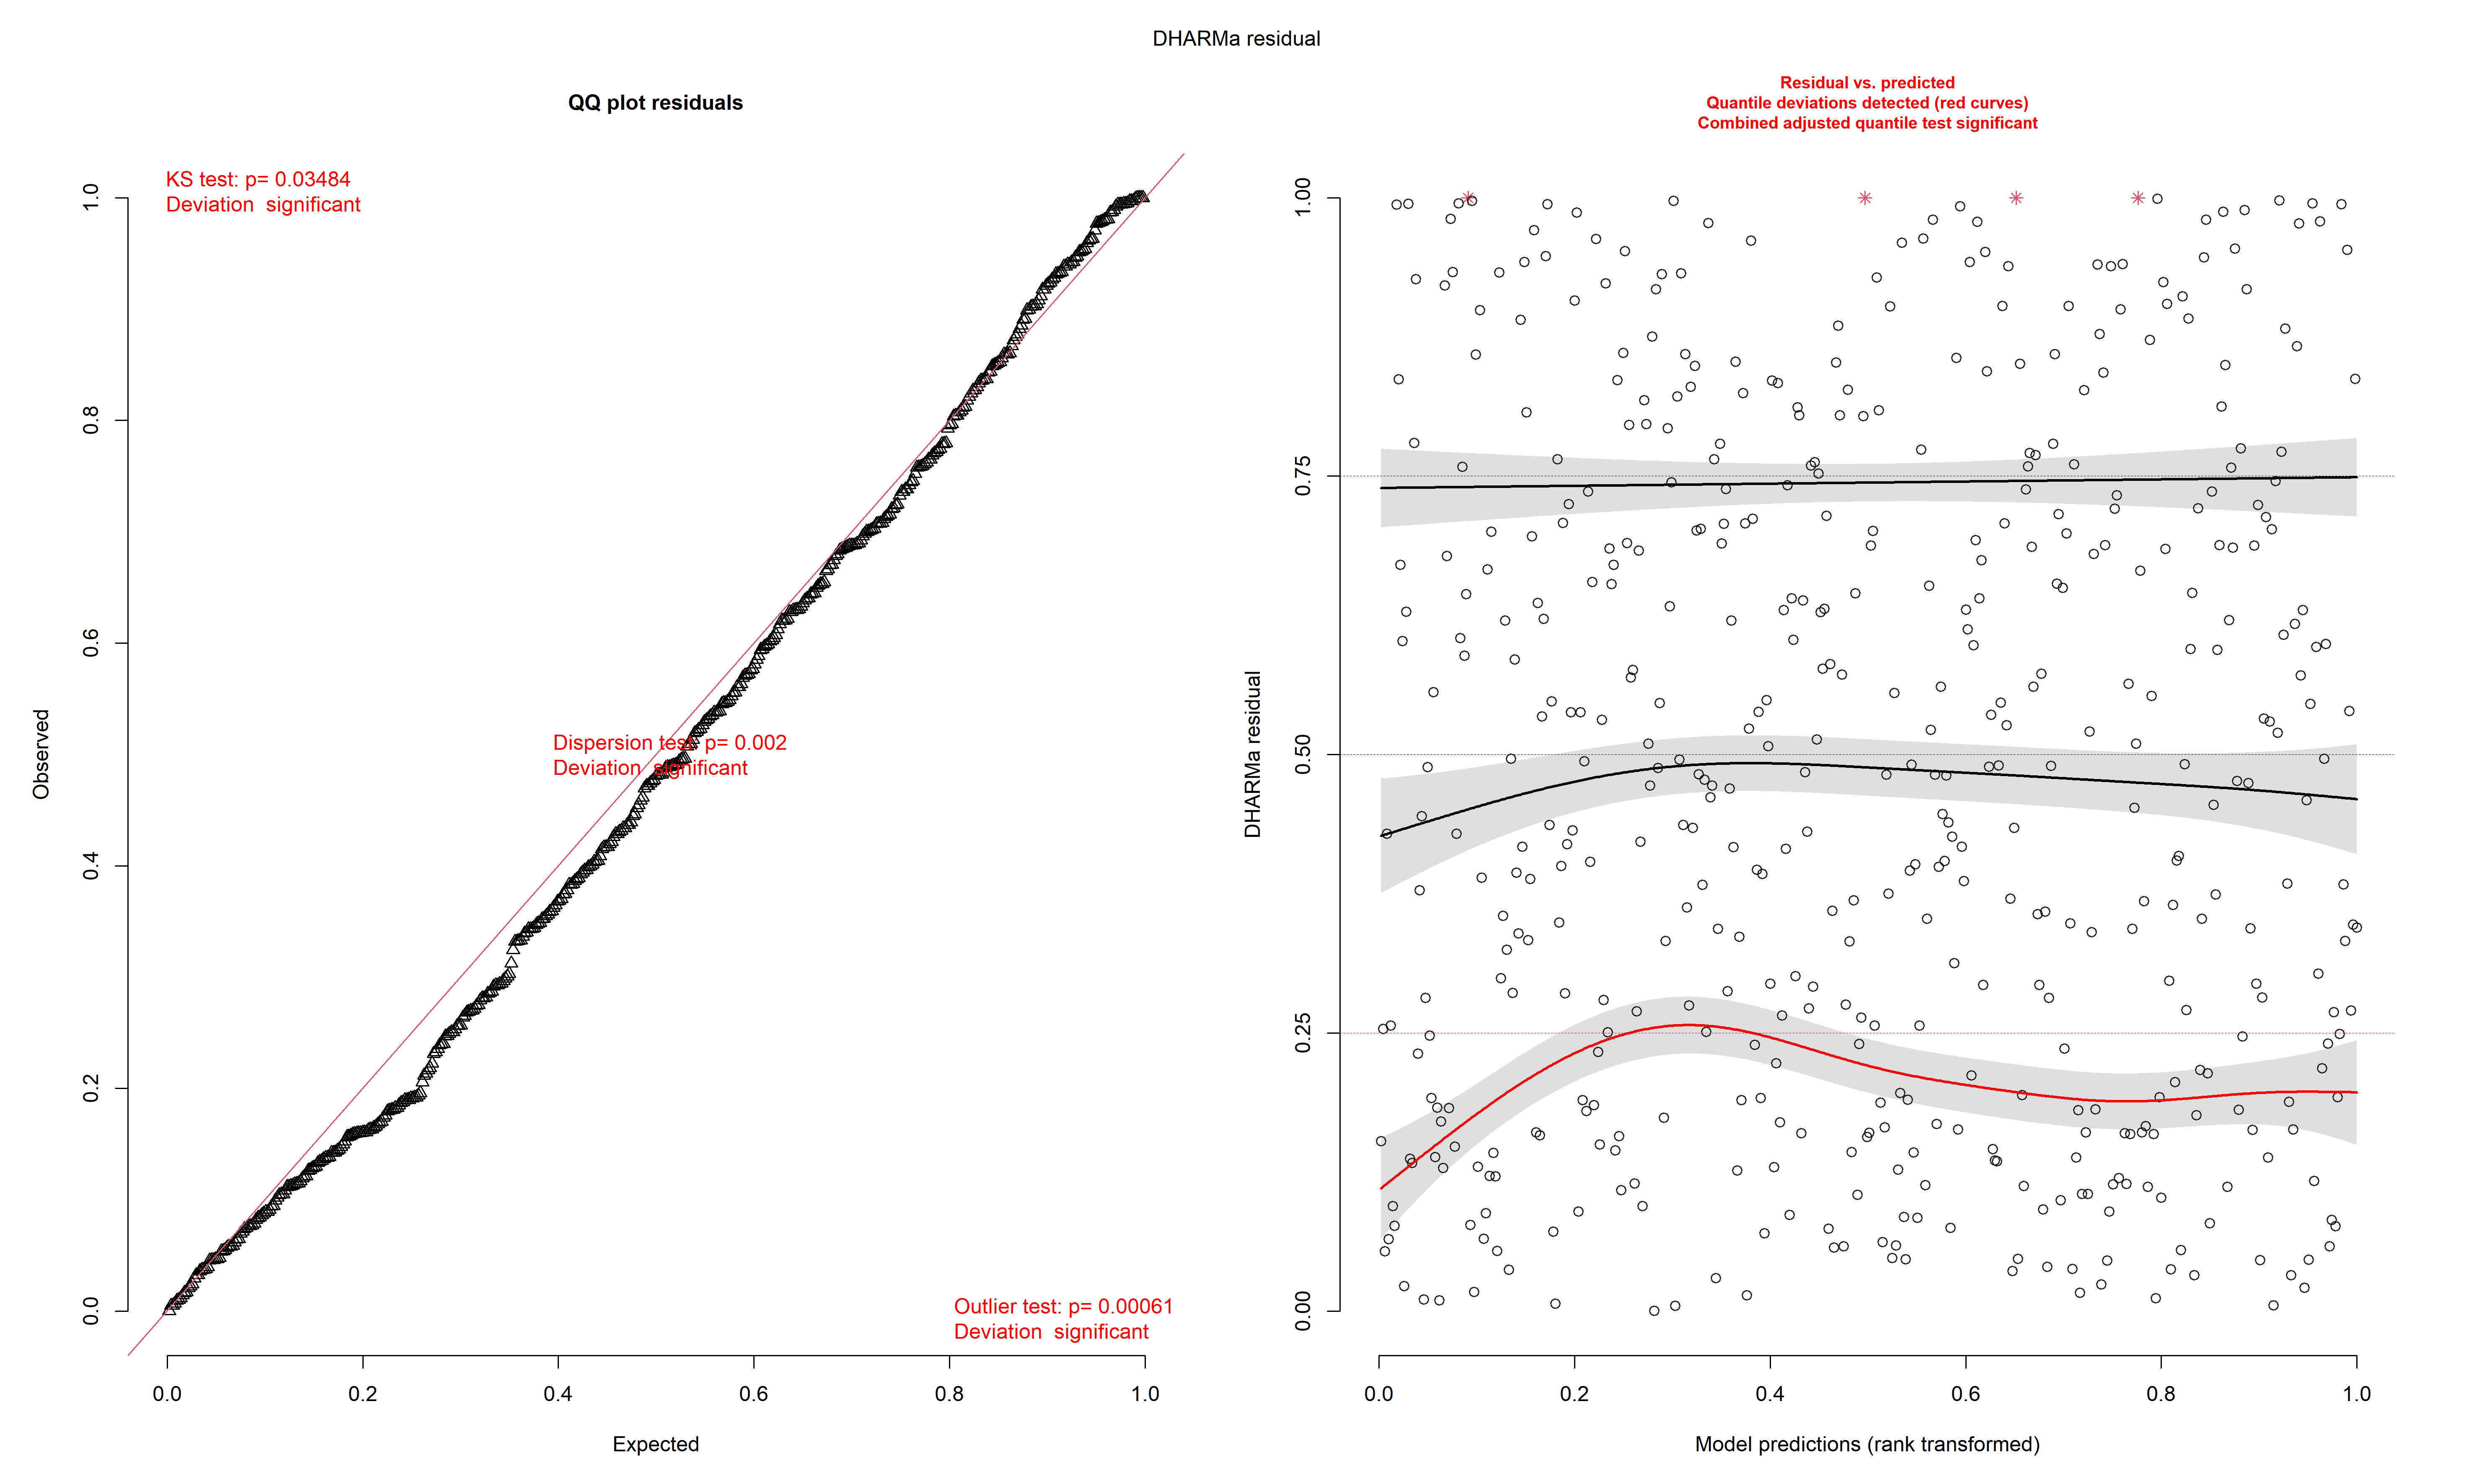 DHARMa residual
QQ plot residuals
KS test: p= 0.03484
Deviation  significant
Dispersion test: p= 0.002
Deviation  significant
Outlier test: p= 0.00061
Deviation  significant
Observed
0.0
0.2
0.4
0.6
0.8
1.0
0.0 0.2 0.4 0.6 0.8 1.0
Expected
Residual vs. predicted
Quantile deviations detected (red curves)
Combined adjusted quantile test significant
DHARMa residual
0.00
0.25
0.50
0.75
1.00
0.0 0.2 0.4 0.6 0.8 1.0
Model predictions (rank transformed)